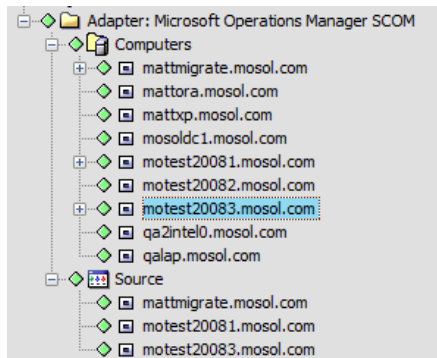 Adapter: Microsoft Operations Manager SCOM
Computers
mattmigrate.mosol.com
mattora.mosol.com
mattxp.mosol.com
mosoldc1.mosol.com
motest20081.mosol.com
motest20082.mosol.com
motest20083.mosol.com
qa2intel0.mosol.com
qalap.mosol.com
Source
mattmigrate.mosol.com
motest20081.mosol.com
motest20083.mosol.com